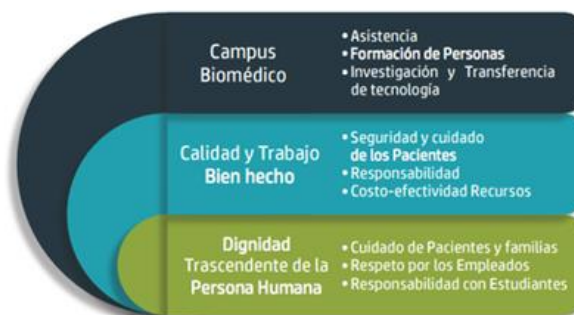 Campus
Biomédico
• Asistencia
• Formación de Personas
• Investigación y Transferencia
de tecnología
Calidad y Trabajo
Bien hecho
• Seguridad y cuidado
de los Pacientes
• Responsabilidad
• Costo-efectividad Recursos
Dignidad
Trascendente de la
Persona Humana
• Cuidado de Pacientes y familias
• Respeto por los Empleados
• Responsabilidad con Estudiantes